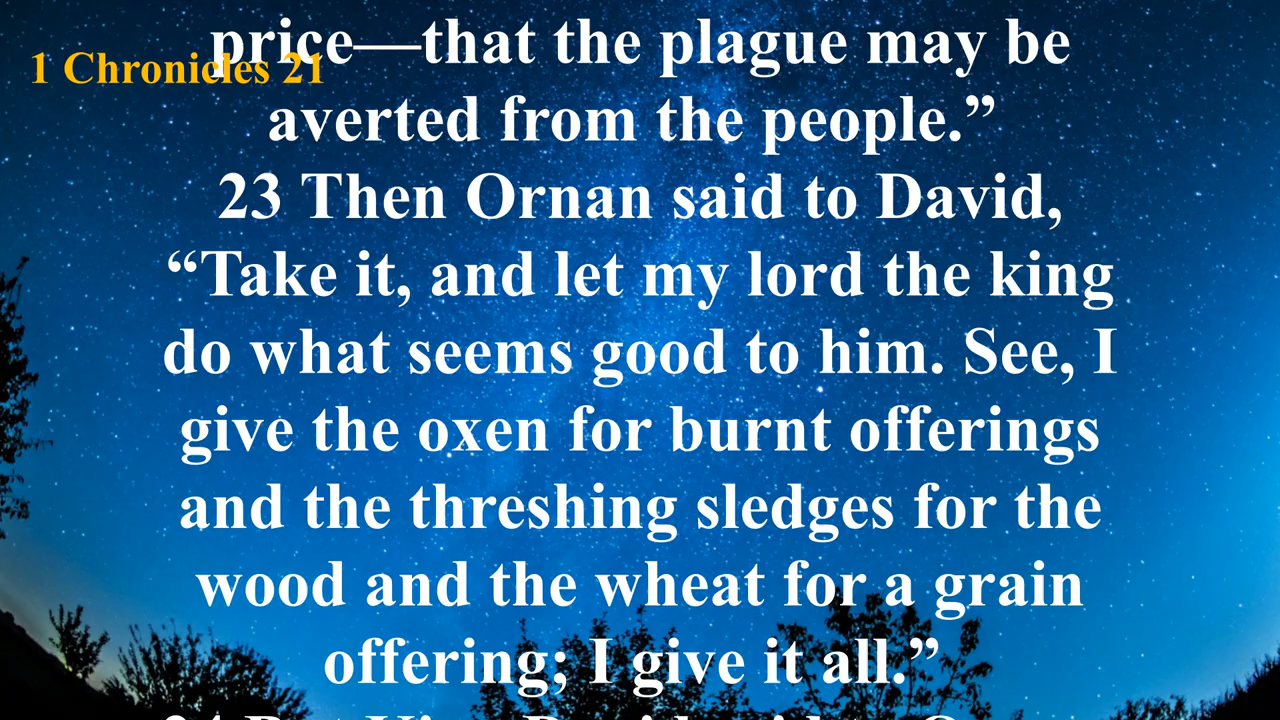 price—that the plague may be
1 Chronicles 21
averted from the people.”
23 Then Ornan said to David,
“Take it, and let my lord the king
do what seems good to him. See, I
give the oxen for burnt offerings
and the threshing sledges for the
wood and the wheat for a grain
offering; I give it all.”